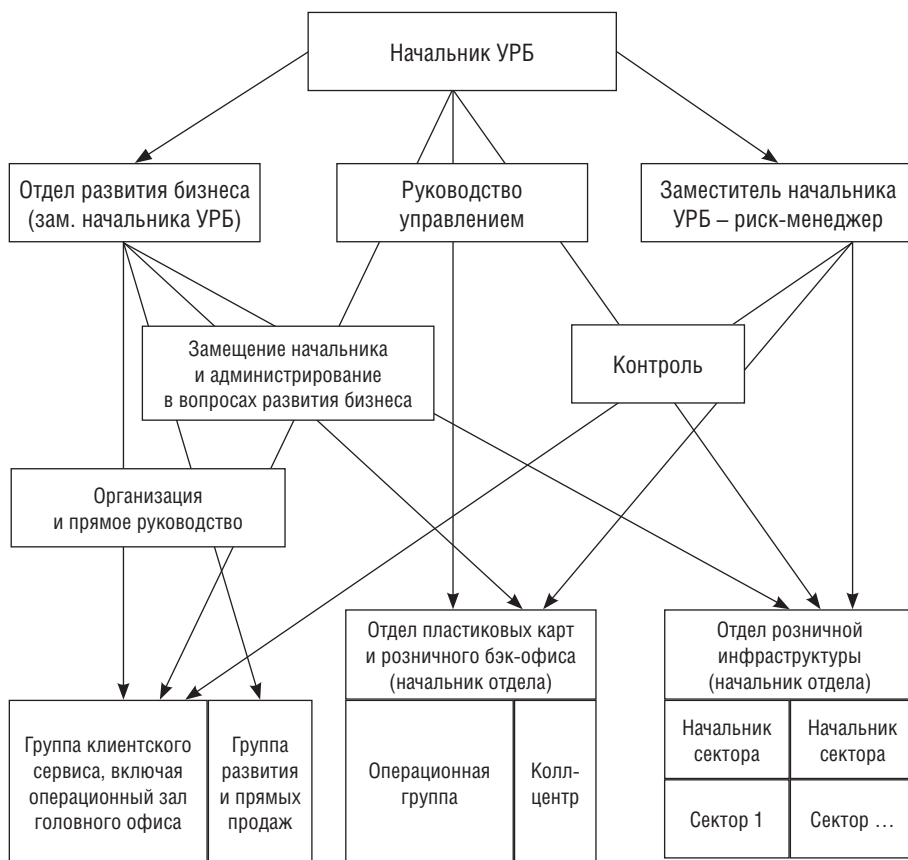 Начальник УРБ
Отдел развития бизнеса
(зам. начальника УРБ)
Руководство
управлением
Заместитель начальника
УРБ – риск-менеджер
Замещение начальника
и администрирование
в вопросах развития бизнеса
Контроль
Организация
и прямое руководство
Отдел пластиковых карт
и розничного бэк-офиса
(начальник отдела)
Отдел розничной
инфраструктуры
(начальник отдела)
Группа клиентского
сервиса, включая
операционный зал
головного офиса
Группа
развития
и прямых
продаж
Операционная
группа
Колл-
центр
Начальник
сектора
Начальник
сектора
Сектор 1
Сектор ...